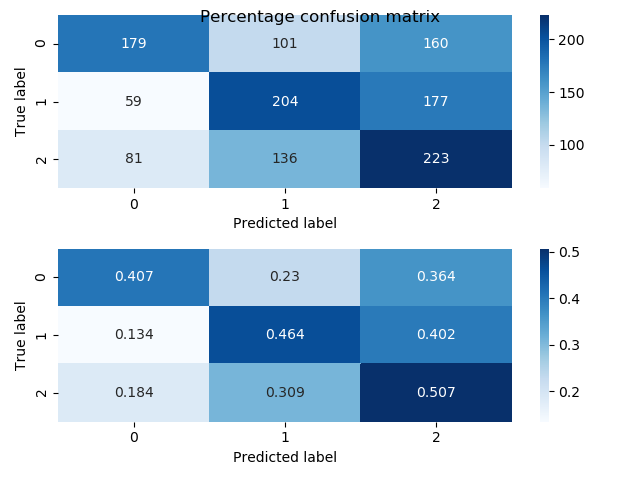 Percentage confusion matrix
True label
0 179 101 160
1 59 204 177
2 81 136 223
0 1 2
Predicted label
200
150
100
True label
0 0.407 0.23 0.364
1 0.134 0.464 0.402
2 0.184 0.309 0.507
0 1 2
Predicted label
0.5
0.4
0.3
0.2